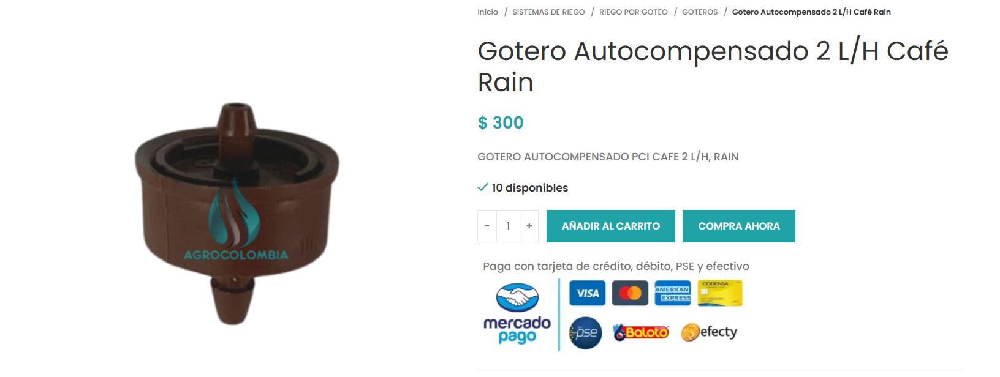 Inicio / SISTEMAS DE RIEGO / RIEGO POR GOTEO / GOTEROS / Gotero Autocompensado 2 L/H Café Rain
Gotero Autocompensado 2 L/H Café
Rain
$ 300
GOTERO AUTOCOMPENSADO PCI CAFE 2 L/H, RAIN
10 disponibles
- 1 +
AÑADIR AL CARRITO
COMPRA AHORA
AGROCOLOMBIA
Paga con tarjeta de crédito, débito, PSE y efectivo
mercado
pago
VISA
AMERICAN
EXPRESS
CODENSA
pse
Baloto
efecty